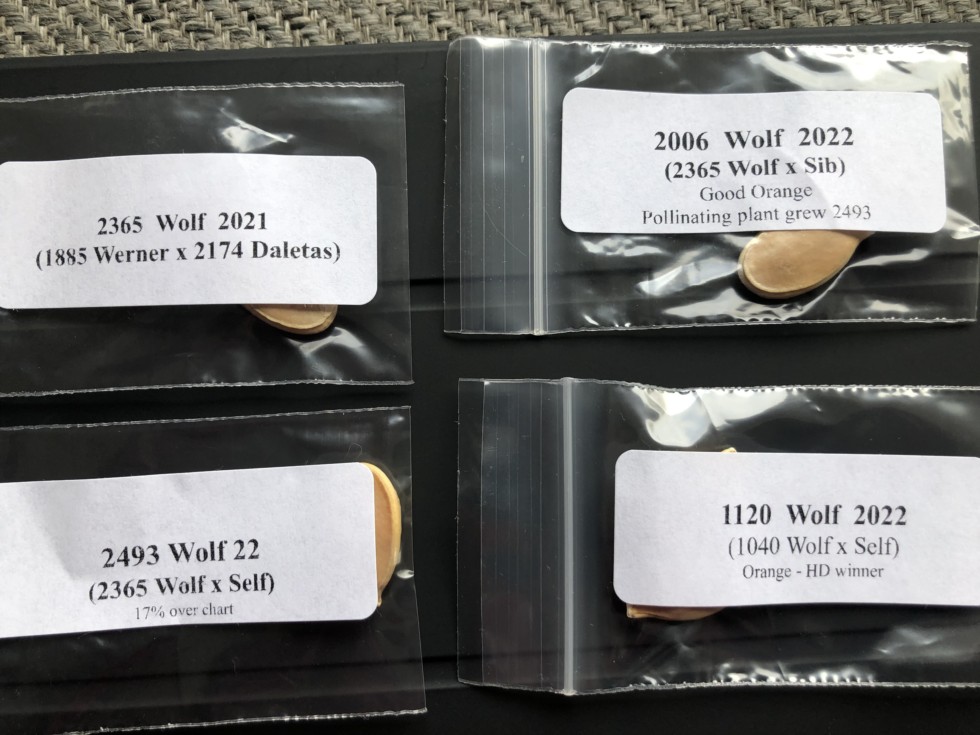 2365 Wolf 2021
(1885 Werner x 2174 Daletas)
2006 Wolf 2022
(2365 Wolf x Sib)
Good Orange
Pollinating plant grew 2493
2493 Wolf 22
(2365 Wolf x Self)
17% over chart
1120 Wolf 2022
(1040 Wolf x Self)
Orange - HD winner